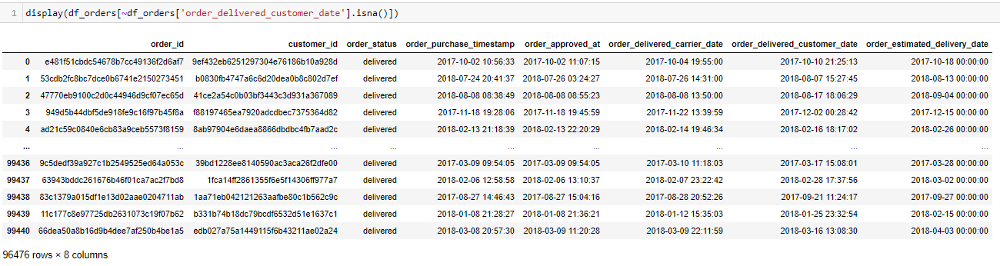 1 display(df_orders[~df_orders['order_delivered_customer_date'].isna()])
order_id customer_id order_status order_purchase_timestamp order_approved_at order_delivered_carrier_date order_delivered_customer_date order_estimated_delivery_date
0 e481f51cbdc54678b7cc49136f2d6af7 9ef432eb6251297304e76186b10a928d delivered 2017-10-02 10:56:33 2017-10-02 11:07:15 2017-10-04 19:55:00 2017-10-10 21:25:13 2017-10-18 00:00:00
1 53cdb2fc8bc7dce0b6741e2150273451 b0830fb4747a6c6d20dea0b8c802d7ef delivered 2018-07-24 20:41:37 2018-07-26 03:24:27 2018-07-26 14:31:00 2018-08-07 15:27:45 2018-08-13 00:00:00
2 47770eb9100c2d0c44946d9cf07ec65d 41ce2a54c0b03bf3443c3d931a367089 delivered 2018-08-08 08:38:49 2018-08-08 08:55:23 2018-08-08 13:50:00 2018-08-17 18:06:29 2018-09-04 00:00:00
3 949d5b44dbf5de918fe9c16f97b45f8a f88197465ea7920adcdbec7375364d82 delivered 2017-11-18 19:28:06 2017-11-18 19:45:59 2017-11-22 13:39:59 2017-12-02 00:28:42 2017-12-15 00:00:00
4 ad21c59c0840e6cb83a9ceb5573f8159 8ab97904e6daea8866dbdbc4fb7aad2c delivered 2018-02-13 21:18:39 2018-02-13 22:20:29 2018-02-14 19:46:34 2018-02-16 18:17:02 2018-02-26 00:00:00
... ... ... ... ... ... ... ... ...
99436 9c5dedf39a927c1b2549525ed64a053c 39bd1228ee8140590ac3aca26f2dfe00 delivered 2017-03-09 09:54:05 2017-03-09 09:54:05 2017-03-10 11:18:03 2017-03-17 15:08:01 2017-03-28 00:00:00
99437 63943bddc261676b46f01ca7ac2f7bd8 1fca14ff2861355f6e5f14306ff977a7 delivered 2018-02-06 12:58:58 2018-02-06 13:10:37 2018-02-07 23:22:42 2018-02-28 17:37:56 2018-03-02 00:00:00
99438 83c1379a015df1e13d02aae0204711ab 1aa71eb042121263aafbe80c1b562c9c delivered 2017-08-27 14:46:43 2017-08-27 15:04:16 2017-08-28 20:52:26 2017-09-21 11:24:17 2017-09-27 00:00:00
99439 11c177c8e97725db2631073c19f07b62 b331b74b18dc79bcdf6532d51e1637c1 delivered 2018-01-08 21:28:27 2018-01-08 21:36:21 2018-01-12 15:35:03 2018-01-25 23:32:54 2018-02-15 00:00:00
99440 66dea50a8b16d9b4dee7af250b4be1a5 edb027a75a1449115f6b43211ae02a24 delivered 2018-03-08 20:57:30 2018-03-09 11:20:28 2018-03-09 22:11:59 2018-03-16 13:08:30 2018-04-03 00:00:00
96476 rows × 8 columns